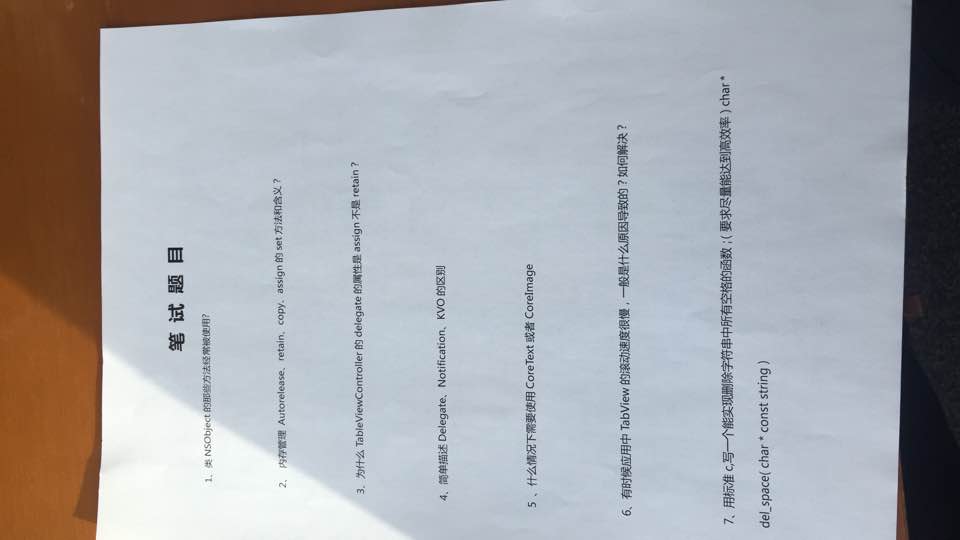 笔 试 题 目
1、类 NSObject 的那些方法经常被使用?
2、 内存管理 Autorelease、retain、copy、assign 的 set 方法和含义？
3、为什么 TableViewController 的 delegate 的属性是 assign 不是 retain？
4、简单描述 Delegate、Notification、KVO 的区别
5 、什么情况下需要使用 CoreText 或者 CoreImage
6、有时候应用中 TabView 的滚动速度很慢，一般是什么原因导致的？如何解决？
7、用标准 c,写一个能实现删除字符串中所有空格的函数；( 要求尽量能达到高效率 ) char *
del_space( char * const string )